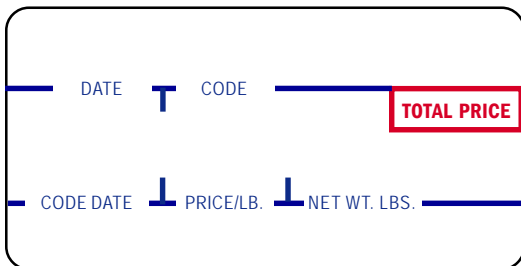 DATE CODE
TOTAL PRICE
CODE DATE PRICE/LB. NET WT. LBS.